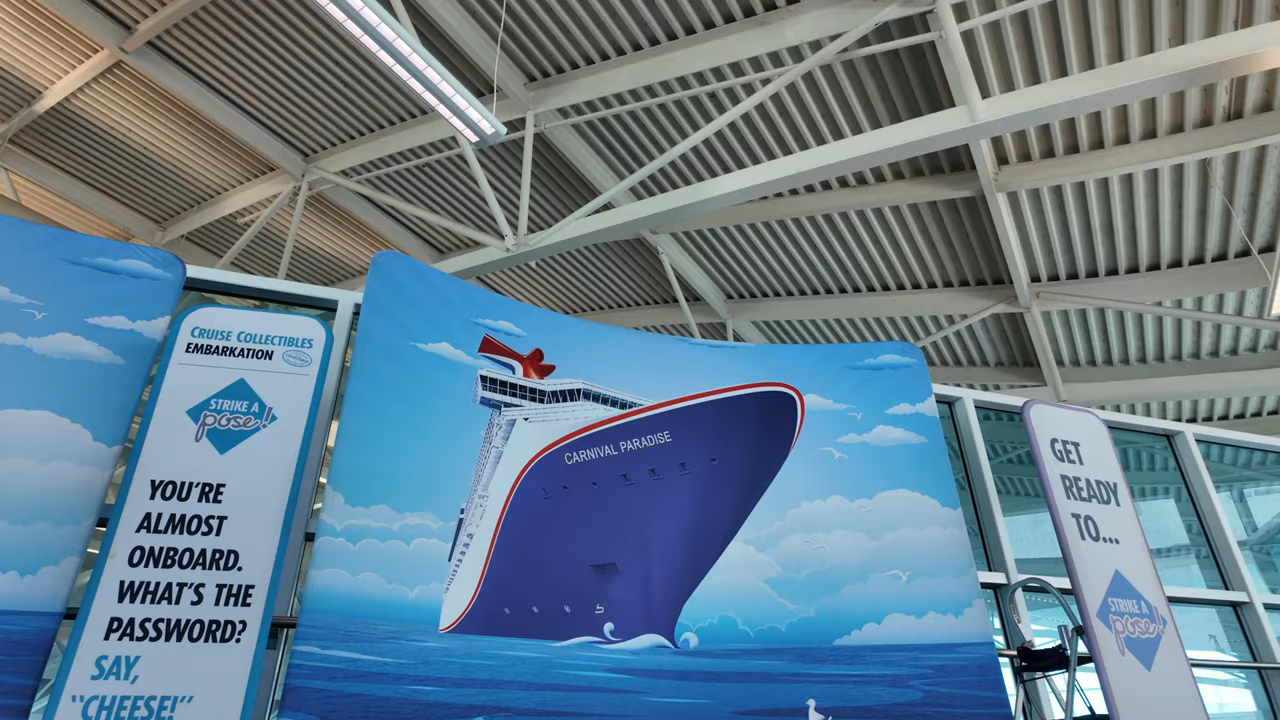 CRUISE COLLECTIBLES
EMBARKATION
STRIKE A
pose!
YOU'RE
ALMOST
ONBOARD.
WHAT'S THE
PASSWORD?
SAY,
"CHEESE!"
CARNIVAL PARADISE
GET
READY
TO...
STRIKE A
pose!